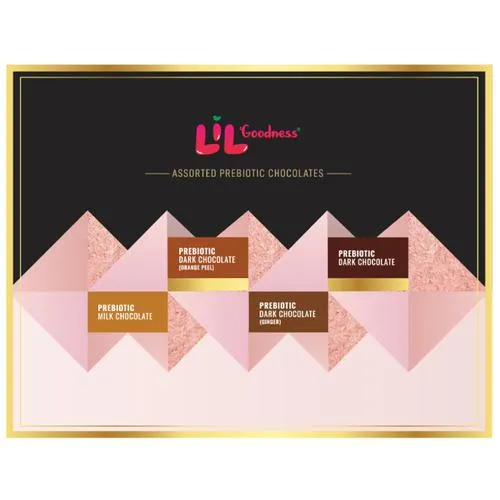 LiL 'Goodness®
ASSORTED PREBIOTIC CHOCOLATES
PREBIOTIC
DARK CHOCOLATE
(ORANGE PEEL)
PREBIOTIC
DARK CHOCOLATE
PREBIOTIC
MILK CHOCOLATE
PREBIOTIC
DARK CHOCOLATE
(GINGER)